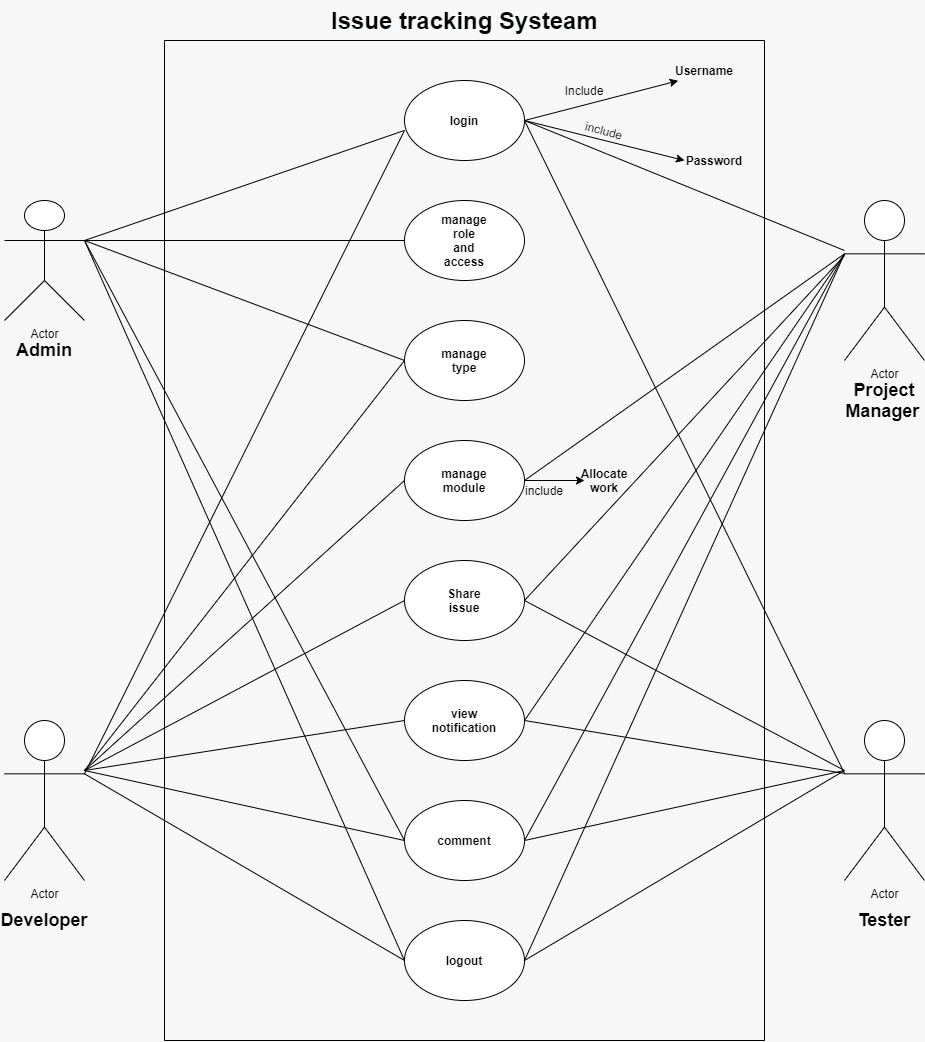 Issue tracking Systeam
Username
Include
login
include
Password
manage
role
and
access
Actor
Admin
manage
type
Actor
Project
Manager
manage
module
include
Allocate
work
Share
issue
view
notification
comment
Actor
Developer
Actor
Tester
logout